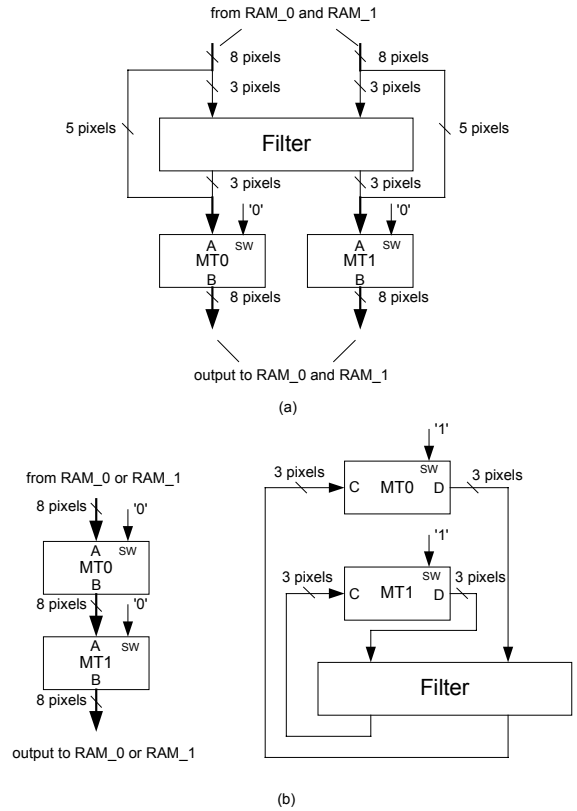 from RAM_0 and RAM_1
8 pixels 8 pixels
3 pixels 3 pixels
5 pixels 5 pixels
Filter
3 pixels 3 pixels
'0' '0'
A SW A SW
MT0 MT1
B B
8 pixels 8 pixels
output to RAM_0 and RAM_1
(a)
from RAM_0 or RAM_1
8 pixels '0'
A SW
MT0
B
8 pixels '0'
A SW
MT1
B
8 pixels
output to RAM_0 or RAM_1
'1'
SW
3 pixels C MT0 D 3 pixels
'1'
SW
3 pixels C MT1 D 3 pixels
Filter
(b)